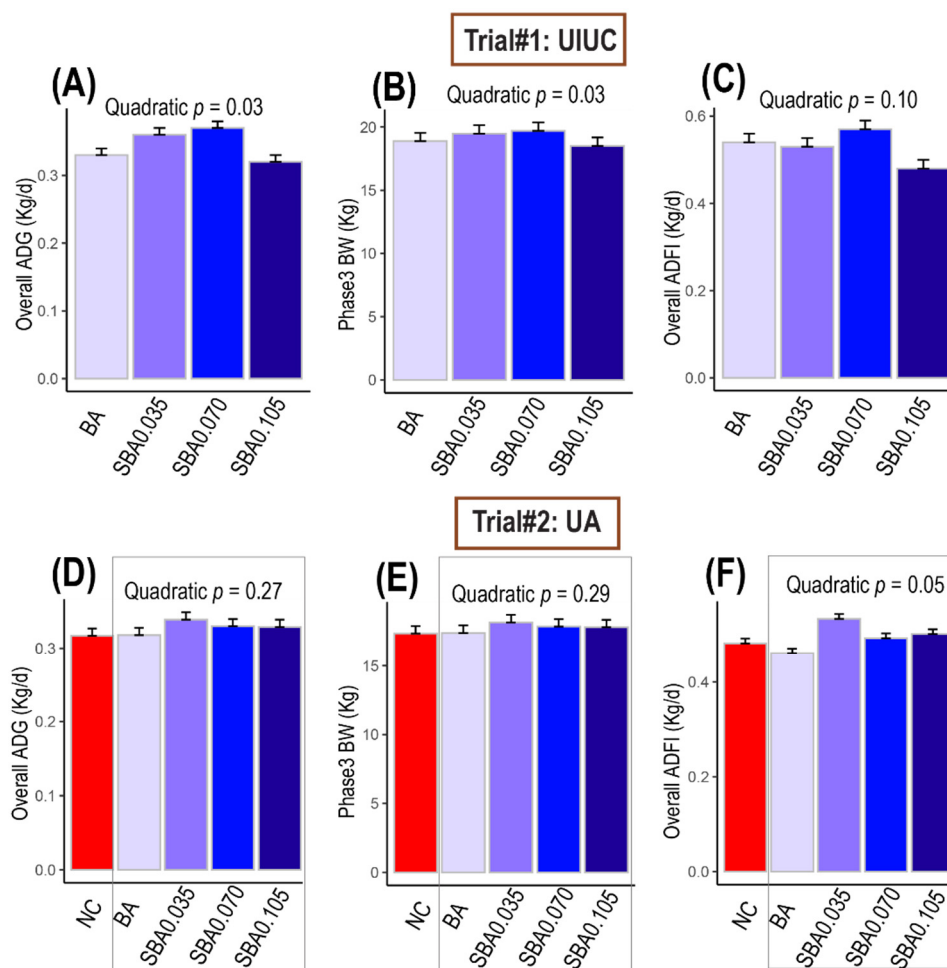 Trial#1: UIUC
(A)
Quadratic p = 0.03
Overall ADG (Kg/d)
0.3
0.2
0.1
0.0
BA
SBA0.035
SBA0.070
SBA0.105
(B)
Quadratic p = 0.03
Phase3 BW (Kg)
20
15
10
5
0
BA
SBA0.035
SBA0.070
SBA0.105
(C)
Quadratic p = 0.10
Overall ADFI (Kg/d)
0.6
0.4
0.2
0.0
BA
SBA0.035
SBA0.070
SBA0.105
Trial#2: UA
(D)
Quadratic p = 0.27
Overall ADG (Kg/d)
0.3
0.2
0.1
0.0
NC
BA
SBA0.035
SBA0.070
SBA0.105
(E)
Quadratic p = 0.29
Phase3 BW (Kg)
15
10
5
0
NC
BA
SBA0.035
SBA0.070
SBA0.105
(F)
Quadratic p = 0.05
Overall ADFI (Kg/d)
0.4
0.2
0.0
NC
BA
SBA0.035
SBA0.070
SBA0.105